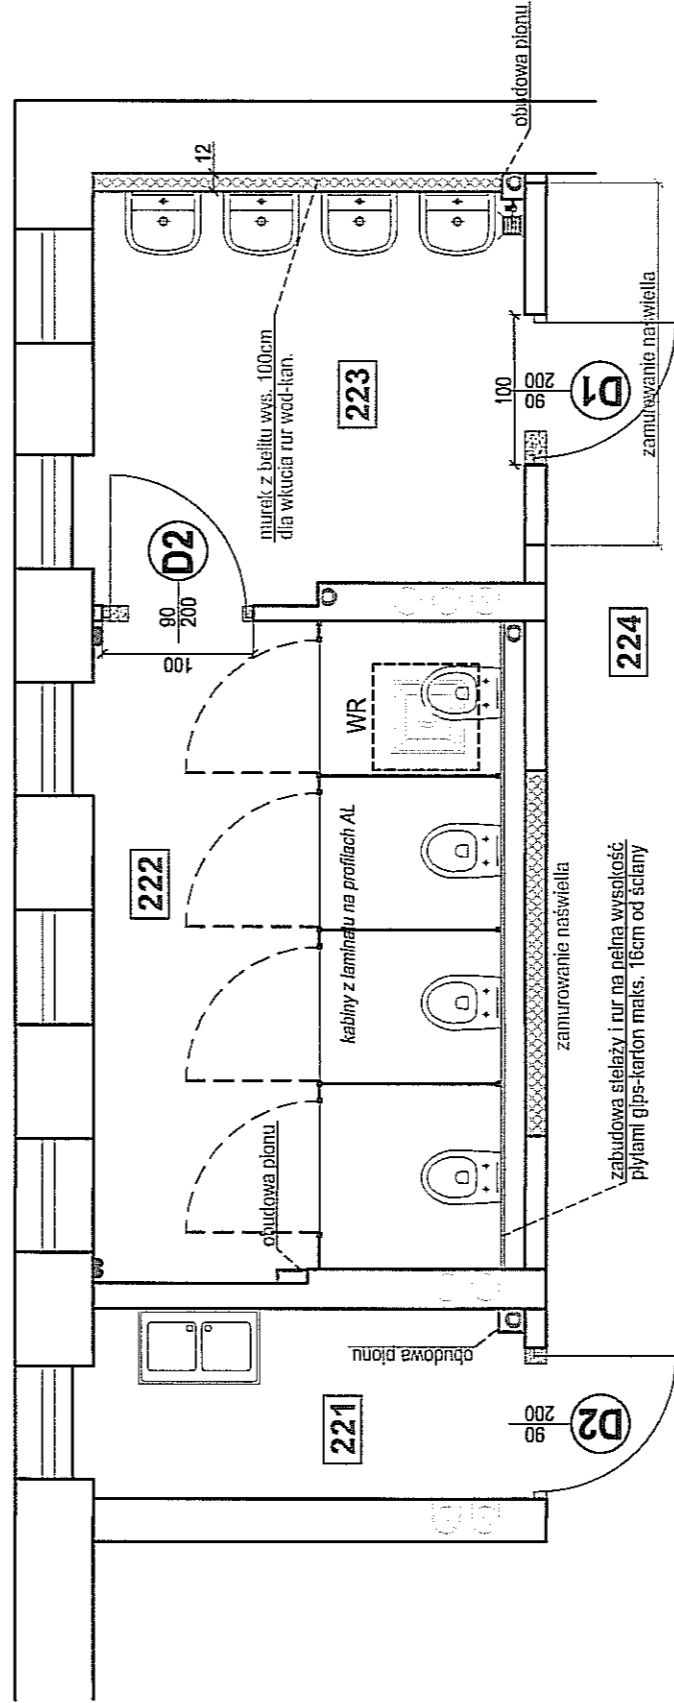 obudowa pionu
12
murek z belitu wys. 100cm
dla wkucia rur wod-kan.
223
100
90
200
D1
zamurowanie naświetla
D2
90
200
100
224
WR
222
kabiny z laminatu na profilach AL
zamurowanie naświetla
zabudowa stelaży i rur na pełna wysokość
płytami gips-karton maks. 16cm od ściany
obudowa pionu
obudowa pionu
221
90
200
D2